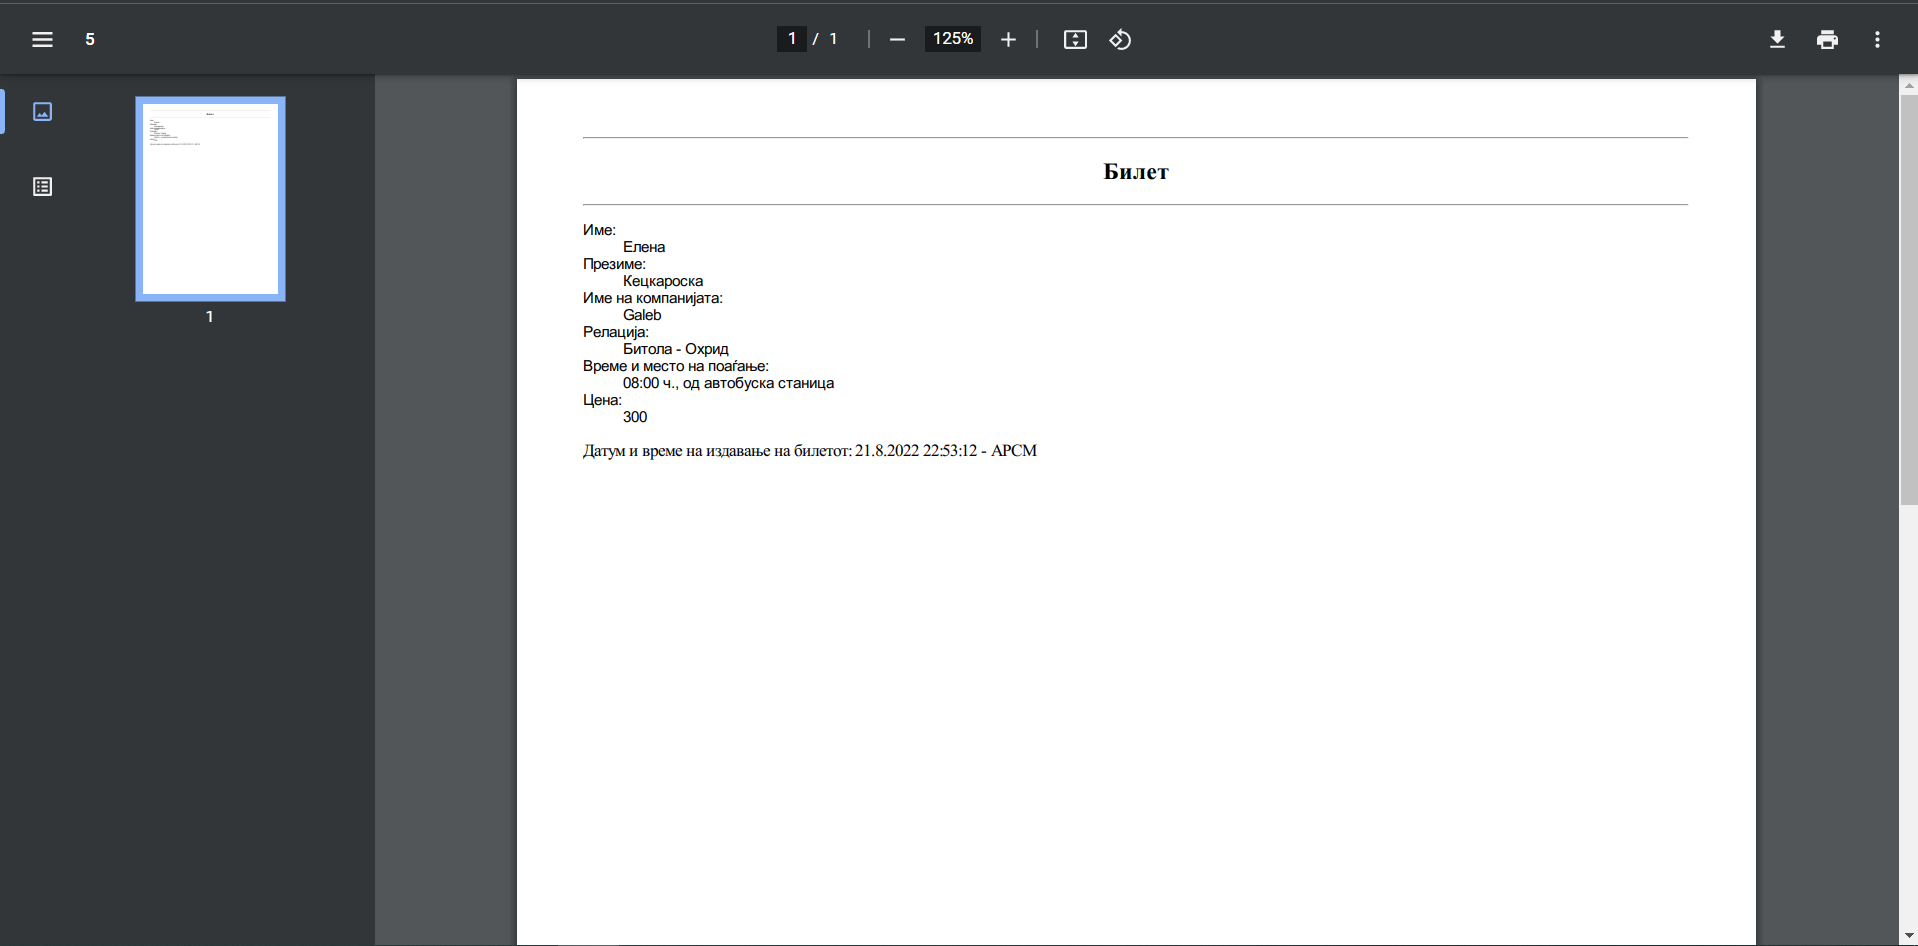 5
1 / 1
125%
1
Билет
Име:
Елена
Презиме:
Кецкароска
Име на компанијата:
Galeb
Релација:
Битола - Охрид
Време и место на поаѓање:
08:00 ч., од автобуска станица
Цена:
300
Датум и време на издавање на билетот: 21.8.2022 22:53:12 - АРСМ